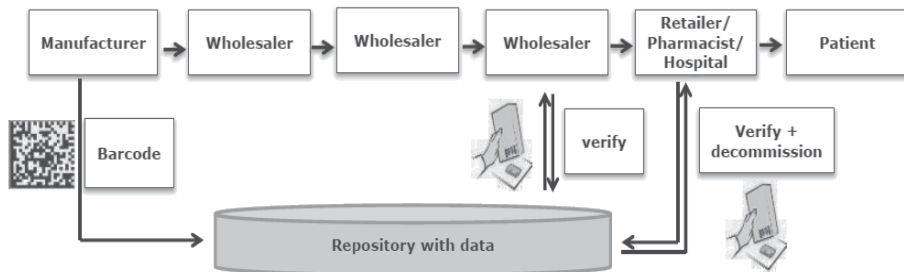 Manufacturer
Wholesaler
Wholesaler
Wholesaler
Retailer/
Pharmacist/
Hospital
Patient
Barcode
verify
Verify +
decommission
Repository with data